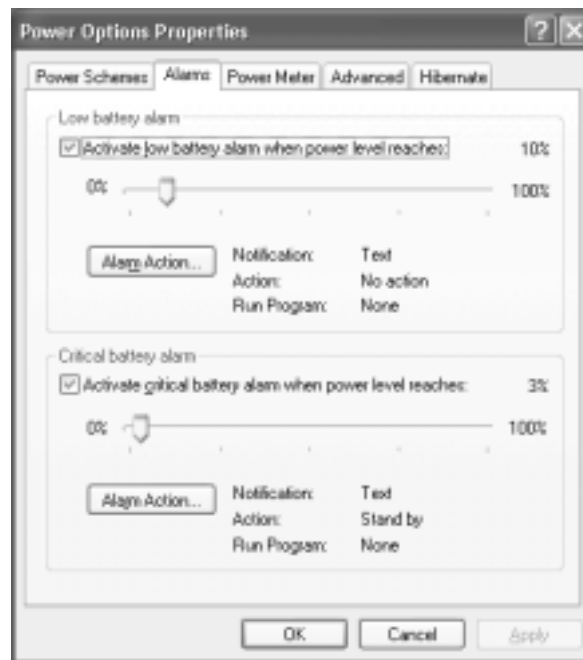 Power Options Properties
Power Schemes Alarms Power Meter Advanced Hibernate
Low battery alarm
Activate low battery alarm when power level reaches: 10%
0% 100%
Alarm Action... Notification: Text
Action: No action
Run Program: None
Critical battery alarm
Activate critical battery alarm when power level reaches: 3%
0% 100%
Alarm Action... Notification: Text
Action: Stand by
Run Program: None
OK Cancel Apply